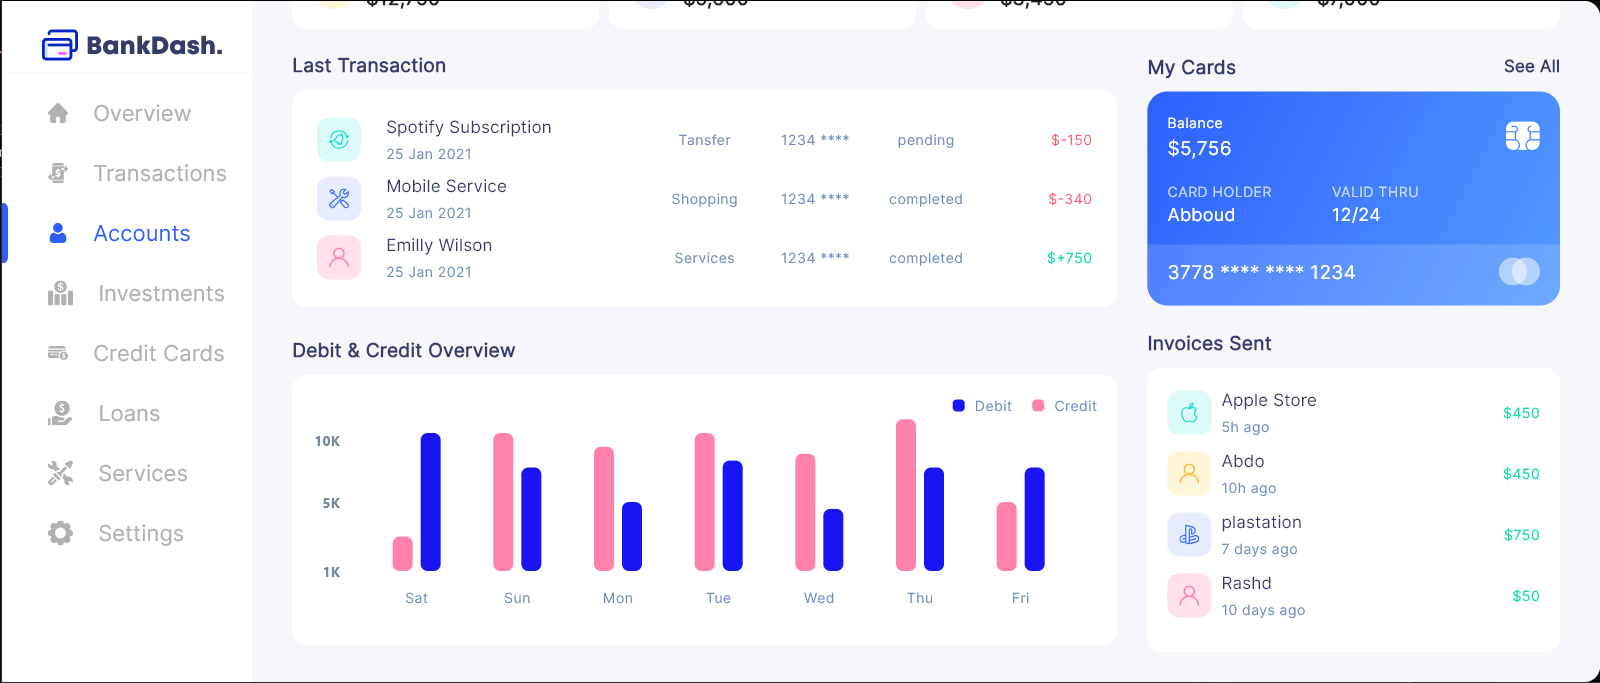 BankDash.
Overview
Transactions
Accounts
Investments
Credit Cards
Loans
Services
Settings
Last Transaction
Spotify Subscription
25 Jan 2021
Tansfer
1234 ****
pending
$-150
Mobile Service
25 Jan 2021
Shopping
1234 ****
completed
$-340
Emilly Wilson
25 Jan 2021
Services
1234 ****
completed
$+750
My Cards
See All
Balance
$5,756
CARD HOLDER
Abboud
VALID THRU
12/24
3778 **** **** 1234
Debit & Credit Overview
Debit
Credit
10K
5K
1K
Sat
Sun
Mon
Tue
Wed
Thu
Fri
Invoices Sent
Apple Store
5h ago
$450
Abdo
10h ago
$450
plastation
7 days ago
$750
Rashd
10 days ago
$50